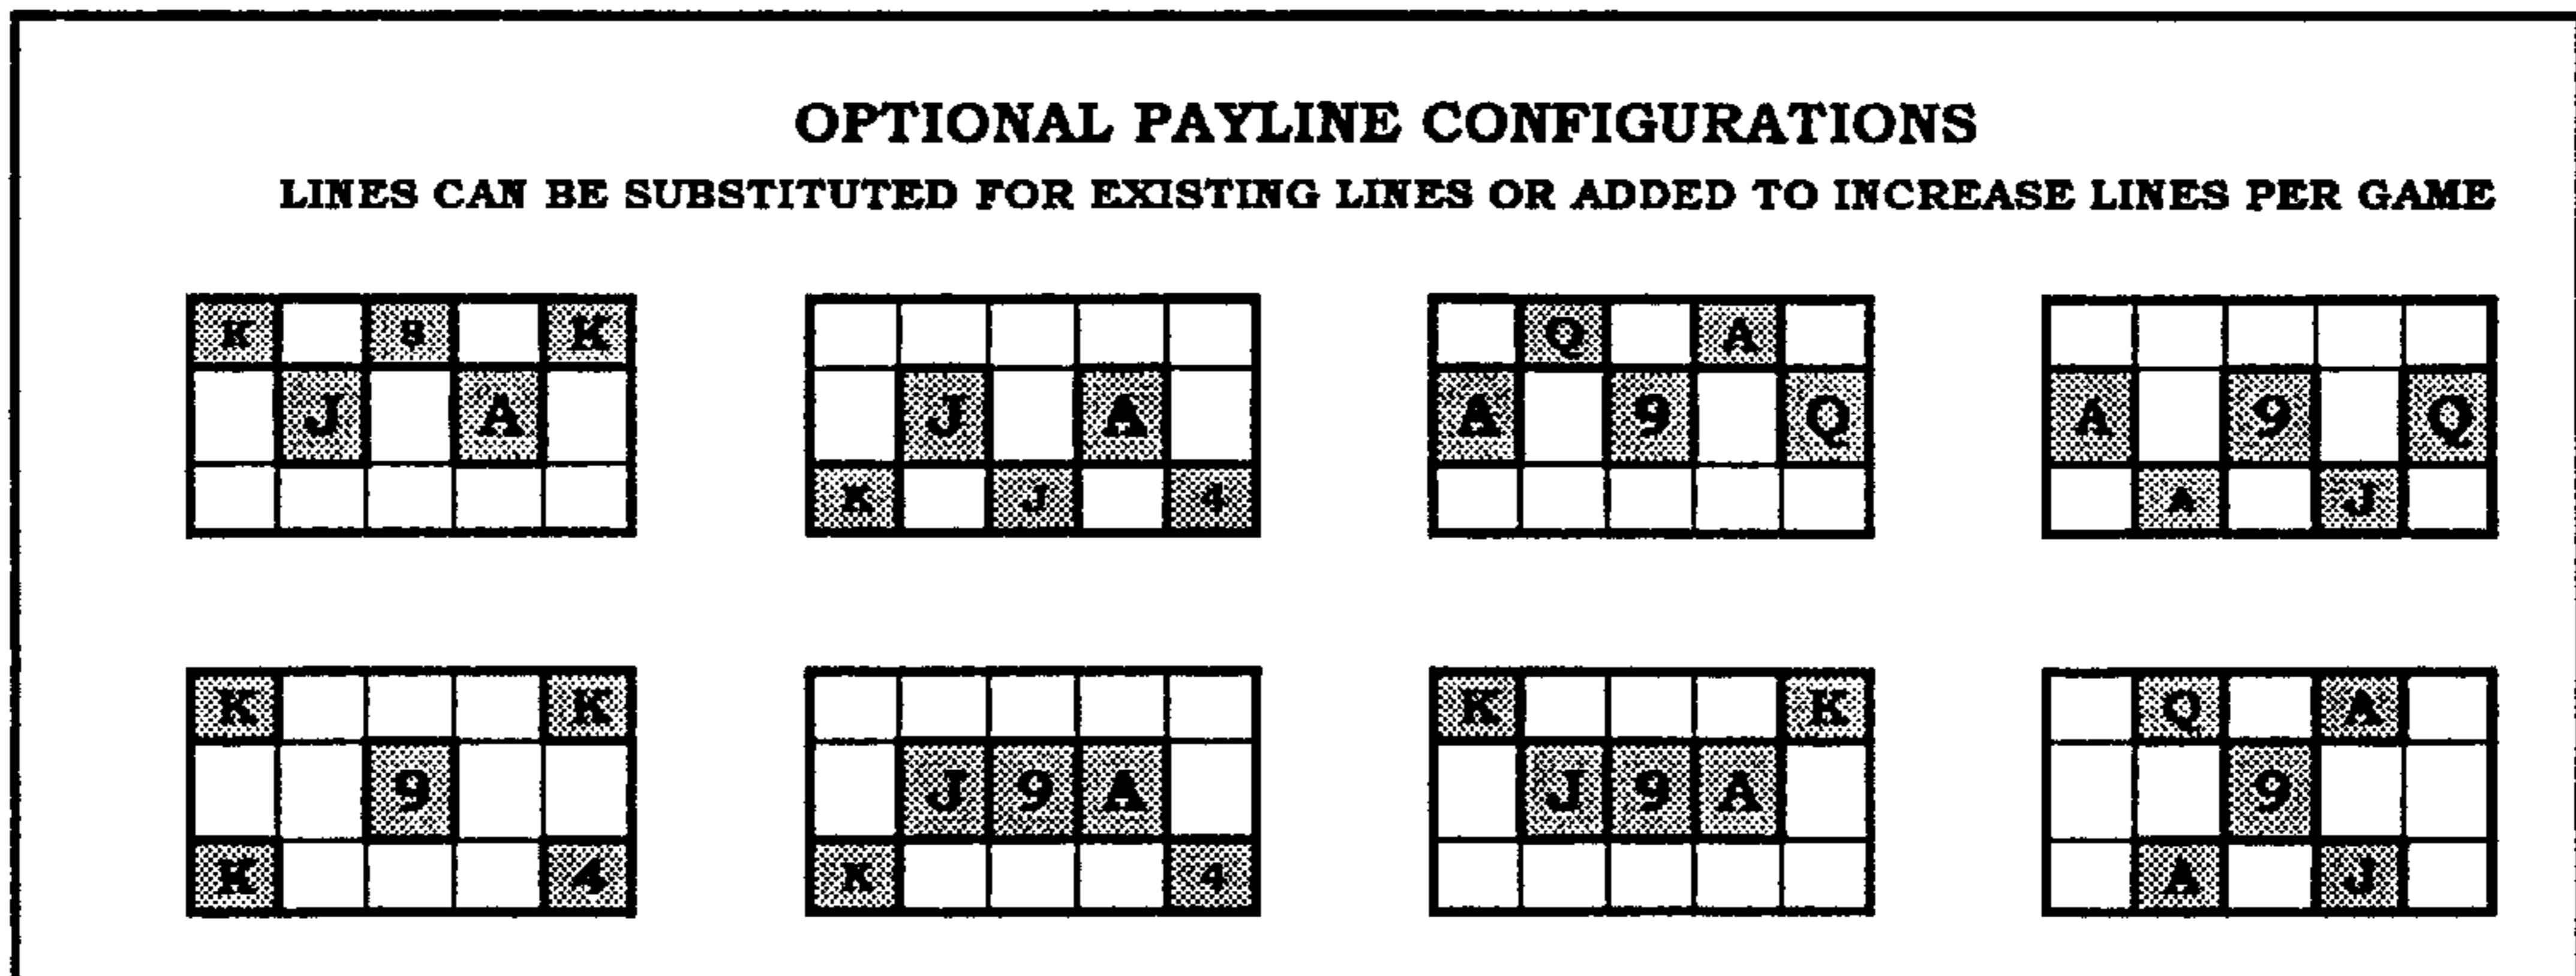 OPTIONAL PAYLINE CONFIGURATIONS
LINES CAN BE SUBSTITUTED FOR EXISTING LINES OR ADDED TO INCREASE LINES PER GAME
K 8 K Q A
J A J A A 9 Q A 9 Q
K J 4 A J
K K K K Q A
9 J 9 A J 9 A 9
K 4 K 4 A J